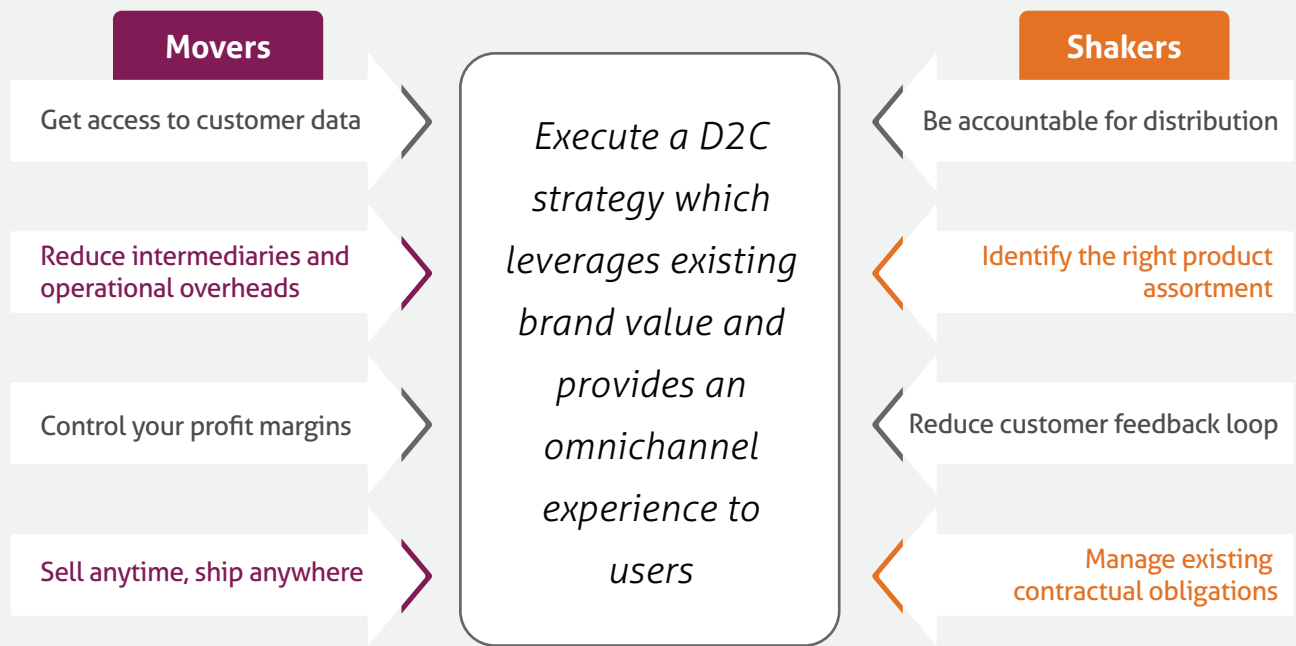 Movers
Get access to customer data
Reduce intermediaries and
operational overheads
Control your profit margins
Sell anytime, ship anywhere
Execute a D2C
strategy which
leverages existing
brand value and
provides an
omnichannel
experience to
users
Shakers
Be accountable for distribution
Identify the right product
assortment
Reduce customer feedback loop
Manage existing
contractual obligations